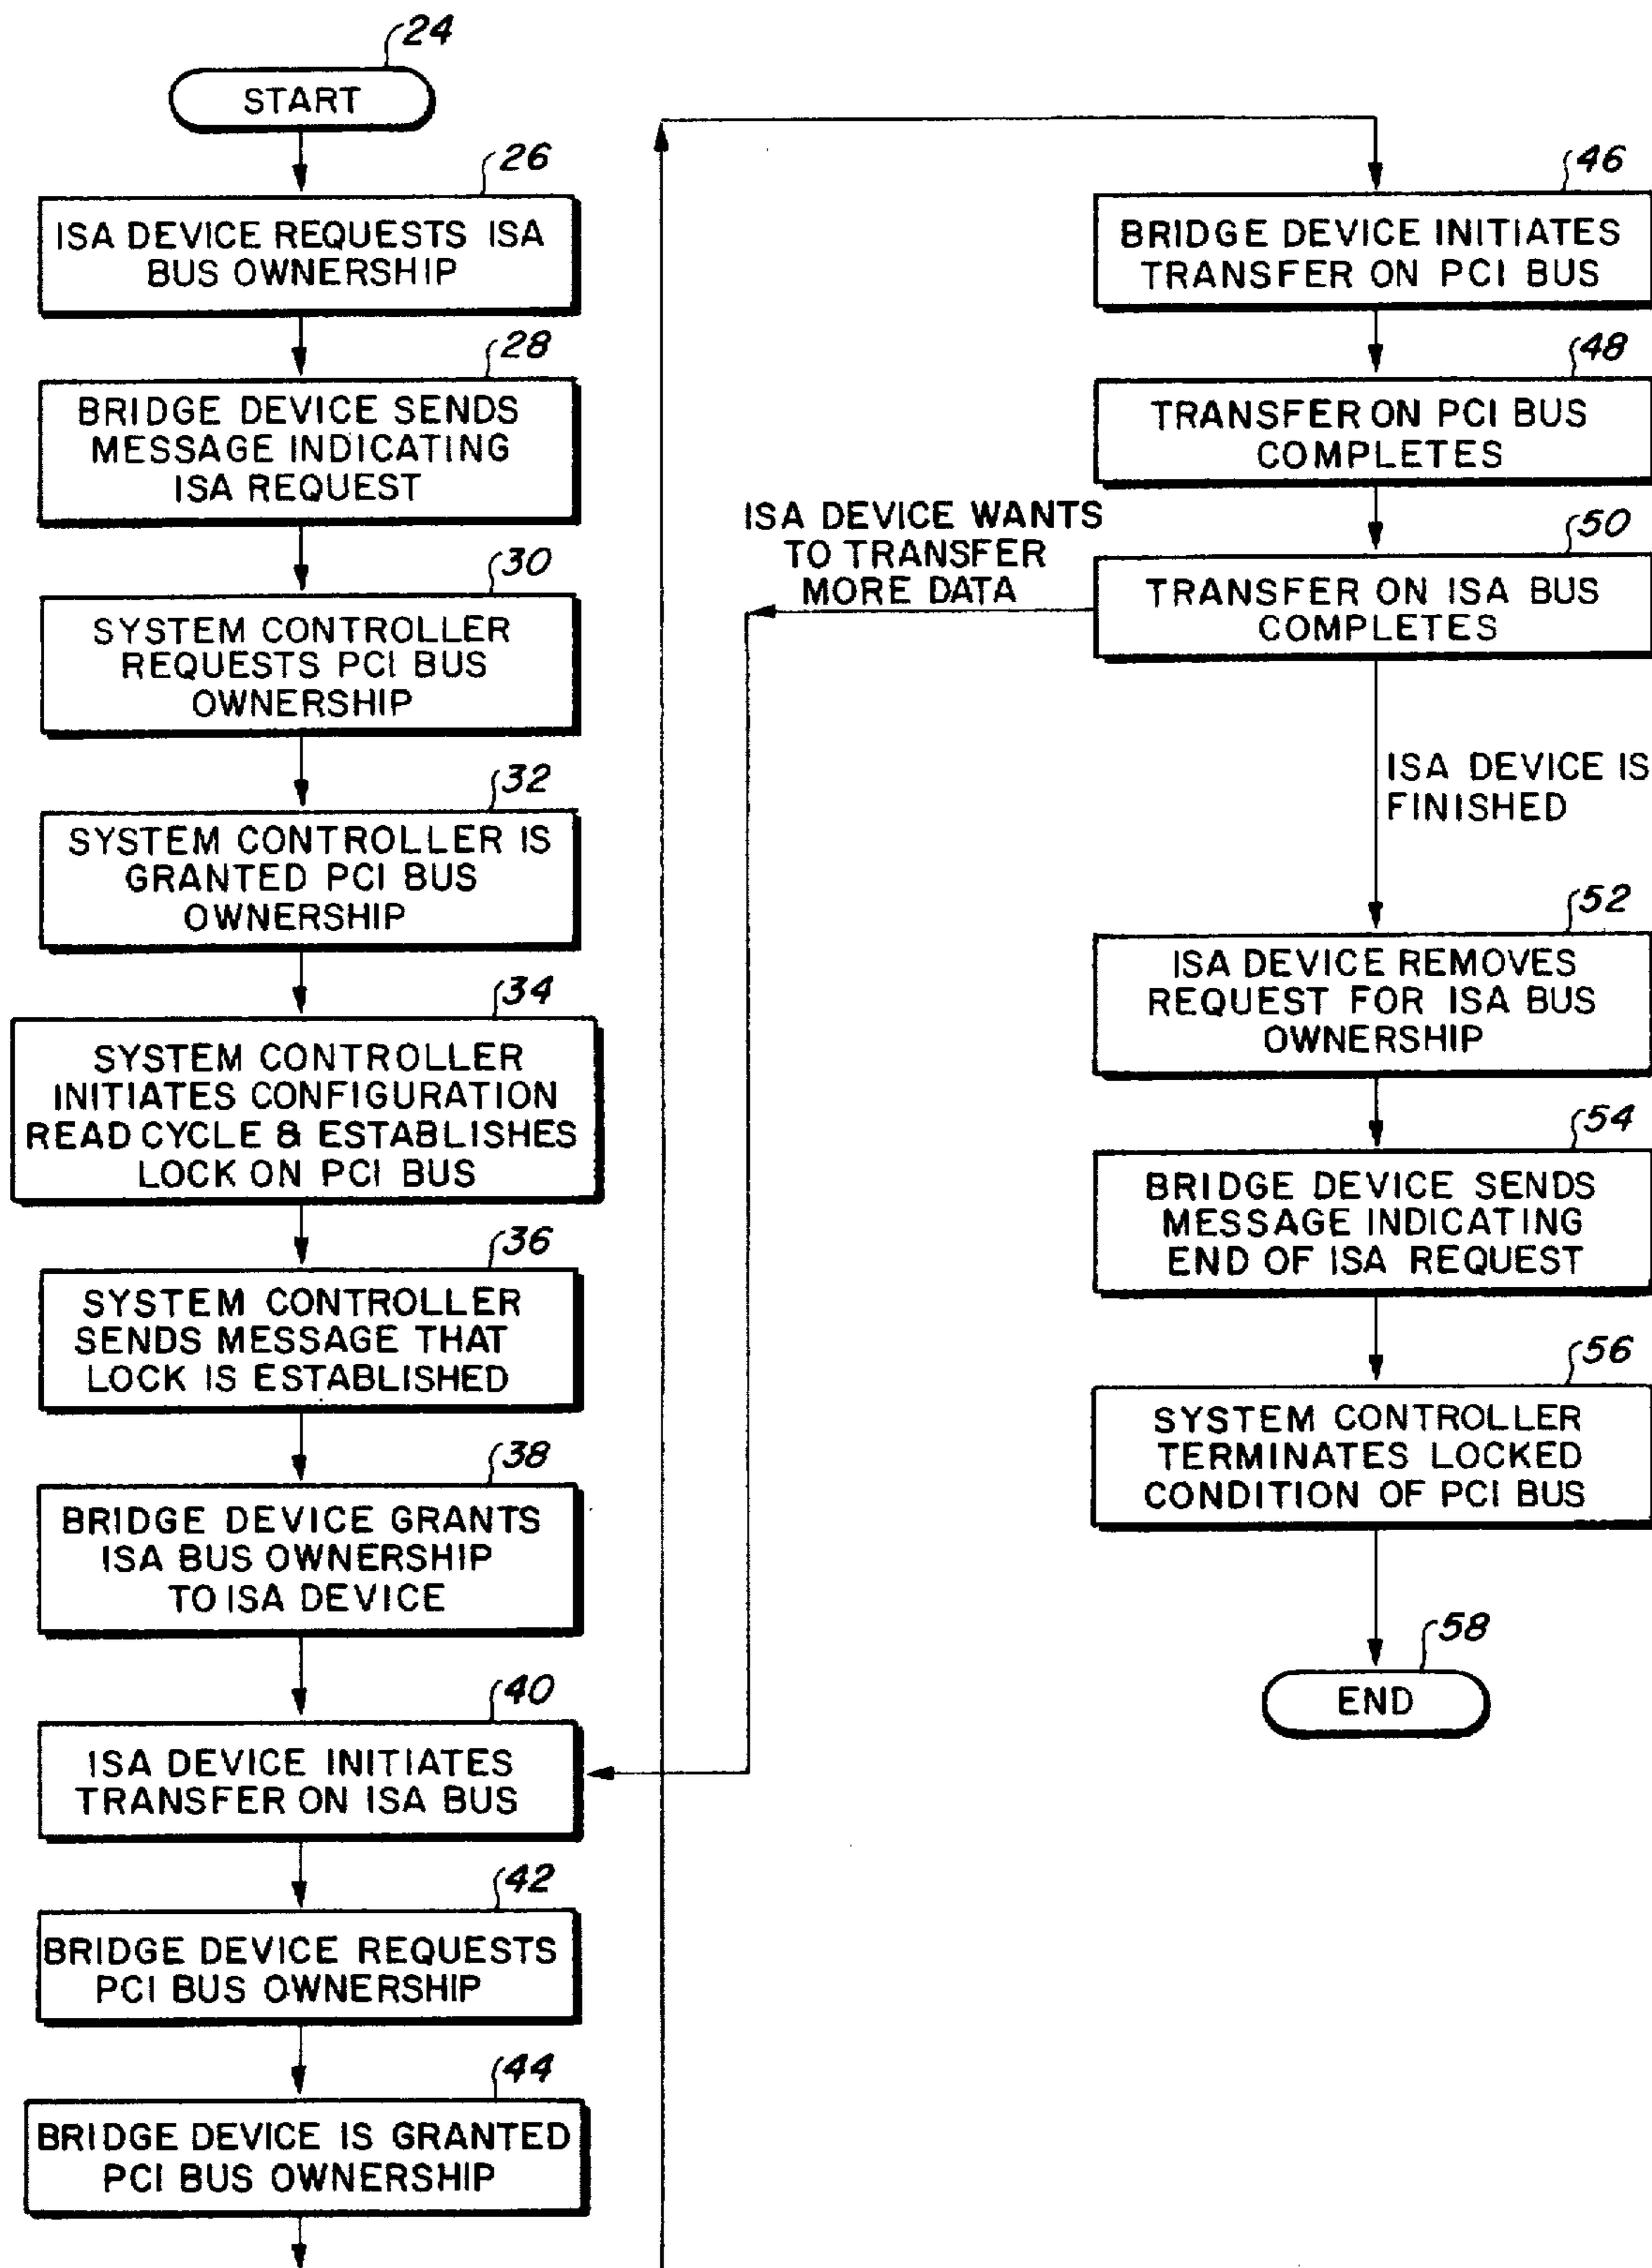 24
START
26
ISA DEVICE REQUESTS ISA
BUS OWNERSHIP
28
BRIDGE DEVICE SENDS
MESSAGE INDICATING
ISA REQUEST
30
SYSTEM CONTROLLER
REQUESTS PCI BUS
OWNERSHIP
32
SYSTEM CONTROLLER IS
GRANTED PCI BUS
OWNERSHIP
34
SYSTEM CONTROLLER
INITIATES CONFIGURATION
READ CYCLE & ESTABLISHES
LOCK ON PCI BUS
36
SYSTEM CONTROLLER
SENDS MESSAGE THAT
LOCK IS ESTABLISHED
38
BRIDGE DEVICE GRANTS
ISA BUS OWNERSHIP
TO ISA DEVICE
40
ISA DEVICE INITIATES
TRANSFER ON ISA BUS
42
BRIDGE DEVICE REQUESTS
PCI BUS OWNERSHIP
44
BRIDGE DEVICE IS GRANTED
PCI BUS OWNERSHIP
46
BRIDGE DEVICE INITIATES
TRANSFER ON PCI BUS
48
TRANSFER ON PCI BUS
COMPLETES
50
TRANSFER ON ISA BUS
COMPLETES
ISA DEVICE WANTS
TO TRANSFER
MORE DATA
ISA DEVICE IS
FINISHED
52
ISA DEVICE REMOVES
REQUEST FOR ISA BUS
OWNERSHIP
54
BRIDGE DEVICE SENDS
MESSAGE INDICATING
END OF ISA REQUEST
56
SYSTEM CONTROLLER
TERMINATES LOCKED
CONDITION OF PCI BUS
58
END